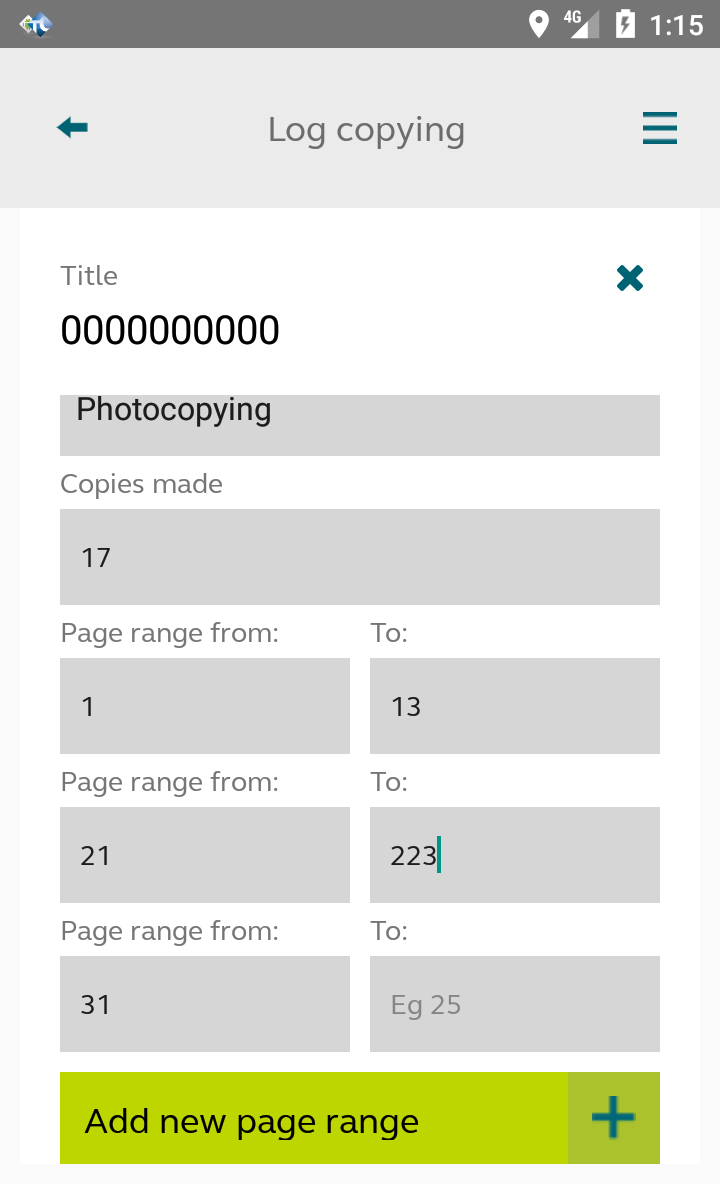 4G 1:15
Log copying
Title
0000000000
Photocopying
Copies made
17
Page range from: To:
1 13
Page range from: To:
21 223
Page range from: To:
31 Eg 25
Add new page range